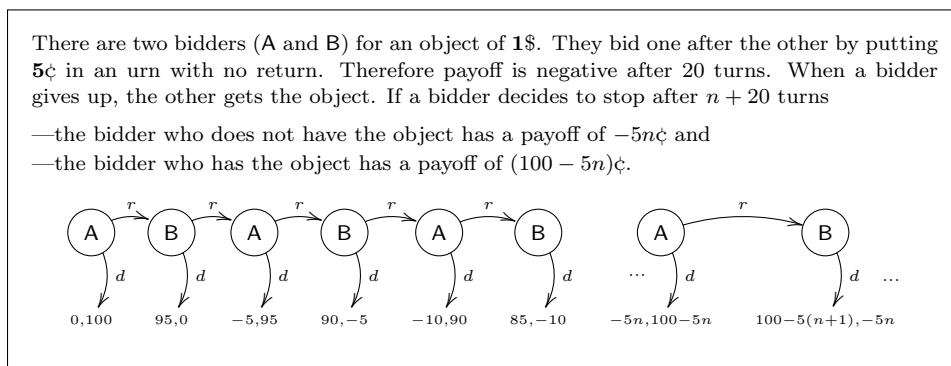 There are two bidders (A and B) for an object of 1$. They bid one after the other by putting
5¢ in an urn with no return. Therefore payoff is negative after 20 turns. When a bidder
gives up, the other gets the object. If a bidder decides to stop after n + 20 turns
—the bidder who does not have the object has a payoff of −5n¢ and
—the bidder who has the object has a payoff of (100 − 5n)¢.
r r r r r r
A B A B A B A B
d d d d d d ... d d ...
0,100 95,0 −5,95 90,−5 −10,90 85,−10 −5n,100−5n 100−5(n+1),−5n